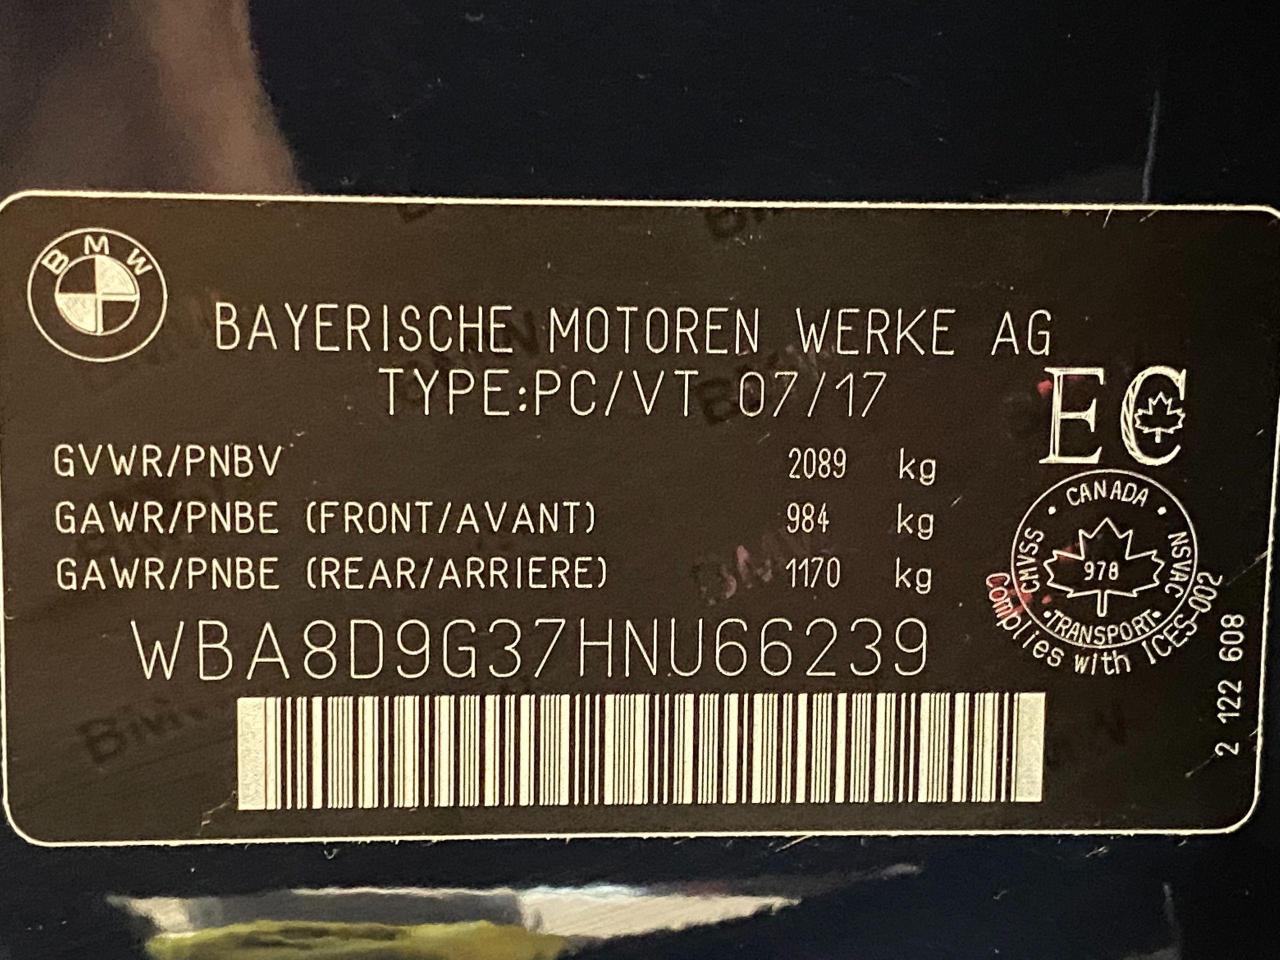 BMW
BAYERISCHE MOTOREN WERKE AG
TYPE:PC/VT 07/17
EC
GVWR/PNBV 2089 kg
GAWR/PNBE (FRONT/AVANT) 984 kg
GAWR/PNBE (REAR/ARRIERE) 1170 kg
CANADA
CMVSS
NSVAC
978
TRANSPORT
Complies with ICES-002
WBA8D9G37HNU66239
2 122 608